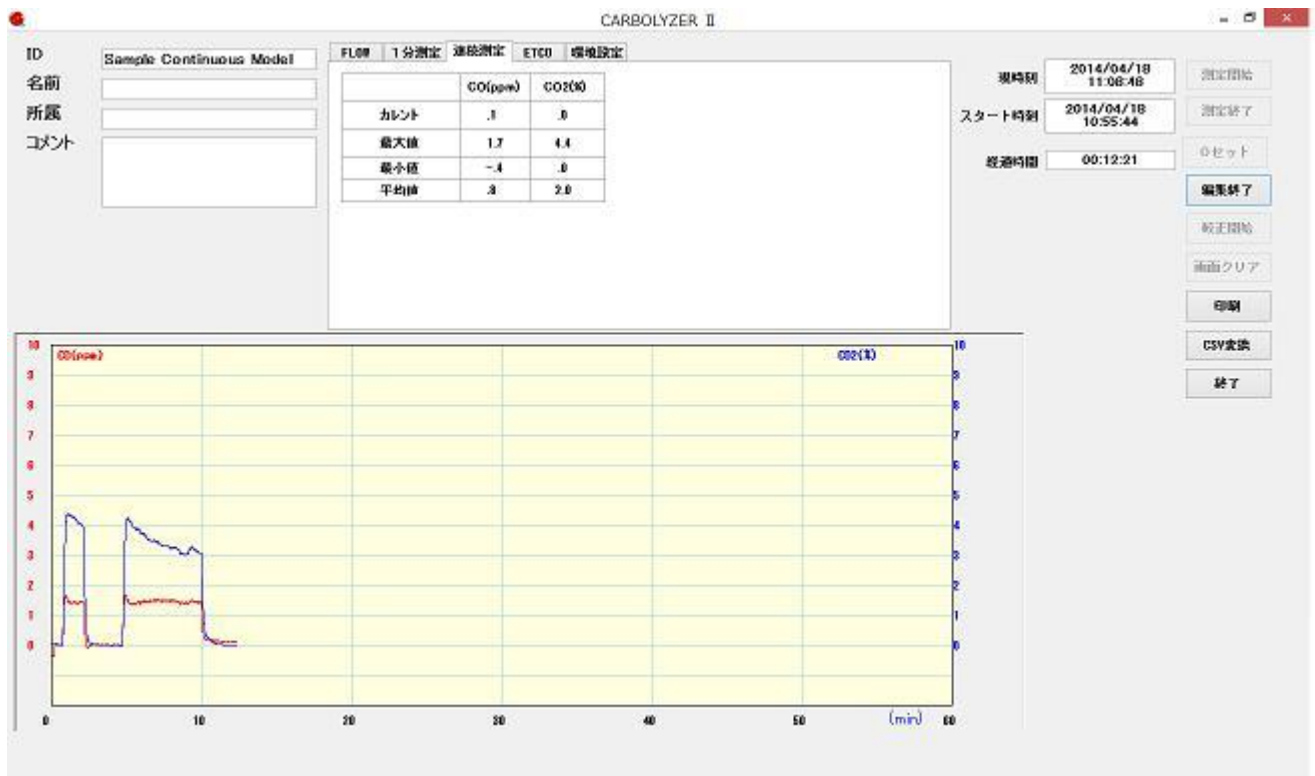 CARBOLYZER Ⅱ
ID
Sample Continuous Model
名前
所属
コメント
FLOW
1分測定
連続測定
ETCO
環境設定
CO(ppm)
CO2(%)
カレント
.1
.0
最大値
1.7
4.4
最小値
-.4
.0
平均値
.8
2.0
現時刻
2014/04/18
11:08:48
スタート時刻
2014/04/18
10:55:44
経過時間
00:12:21
測定開始
測定終了
0セット
編集終了
較正開始
画面クリア
印刷
CSV変換
終了
CO(ppm)
CO2(%)
10
9
8
7
6
5
4
3
2
1
0
10
9
8
7
6
5
4
3
2
1
0
0
10
20
30
40
50
(min)
60